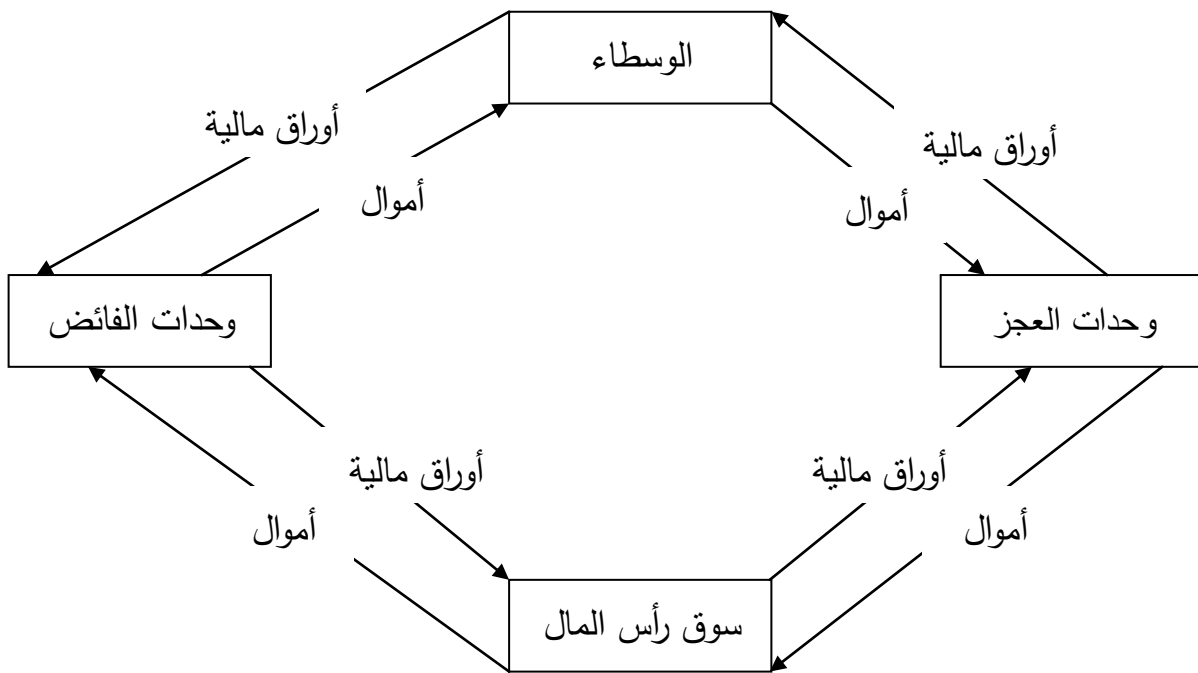 الوسطاء
أوراق مالية
أوراق مالية
أموال
أموال
وحدات العجز
وحدات الفائض
أوراق مالية
أوراق مالية
أموال
أموال
سوق رأس المال